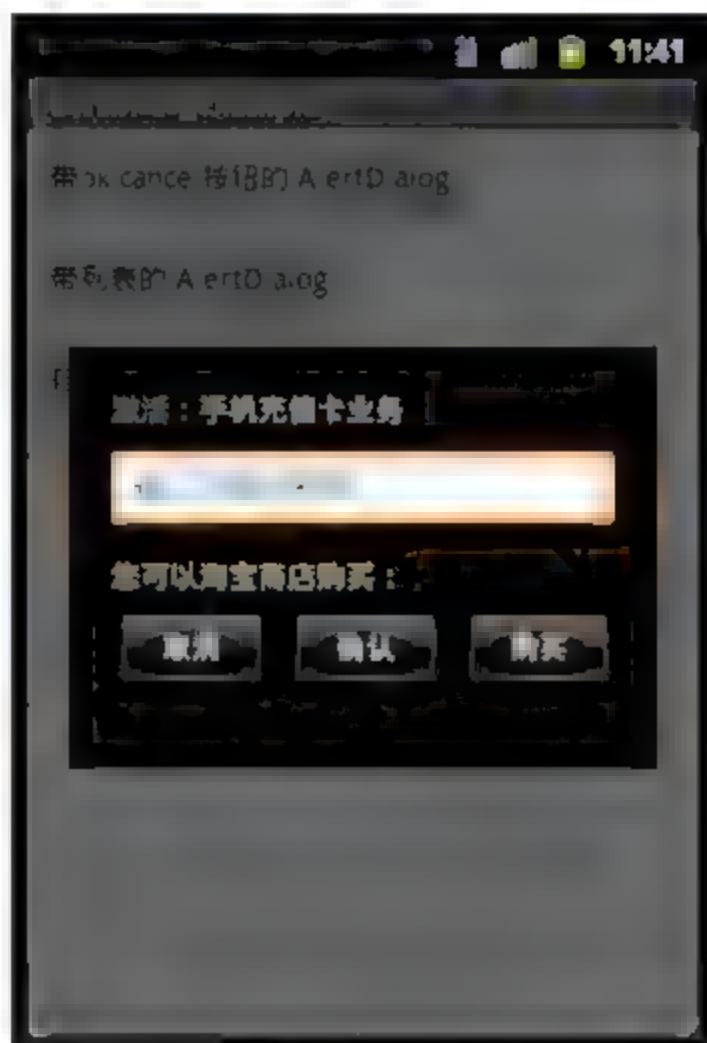 11:41
带ok cancel 按钮的 AlertDialog
带列表的 AlertDialog
激活：手机充值卡业务
您可以淘宝商店购买：
取消 确认 购买